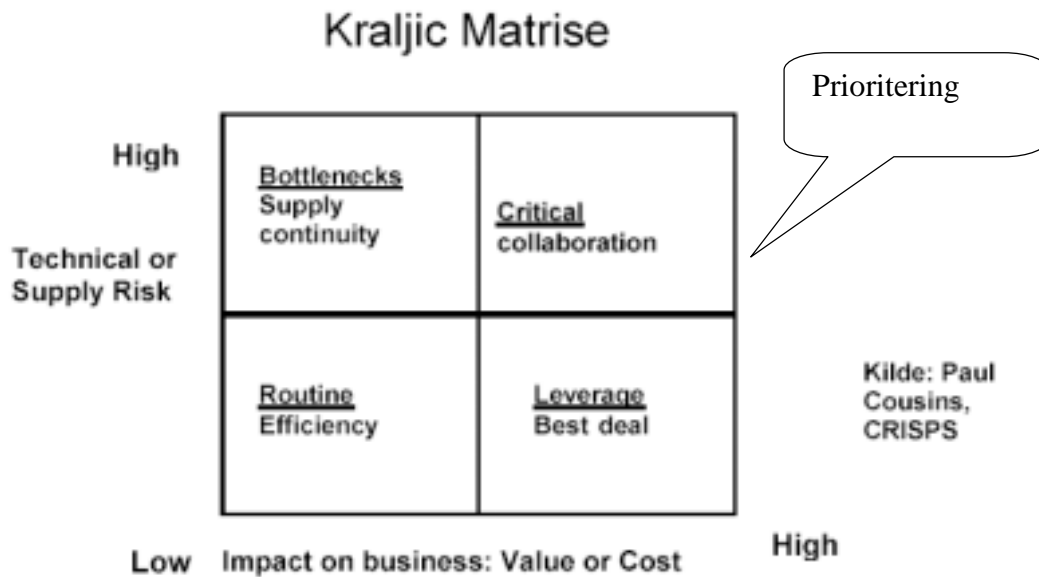 Kraljic Matrise
Prioritering
High
Bottlenecks
Supply
continuity
Critical
collaboration
Technical or
Supply Risk
Routine
Efficiency
Leverage
Best deal
Kilde: Paul
Cousins,
CRISPS
Low Impact on business: Value or Cost High